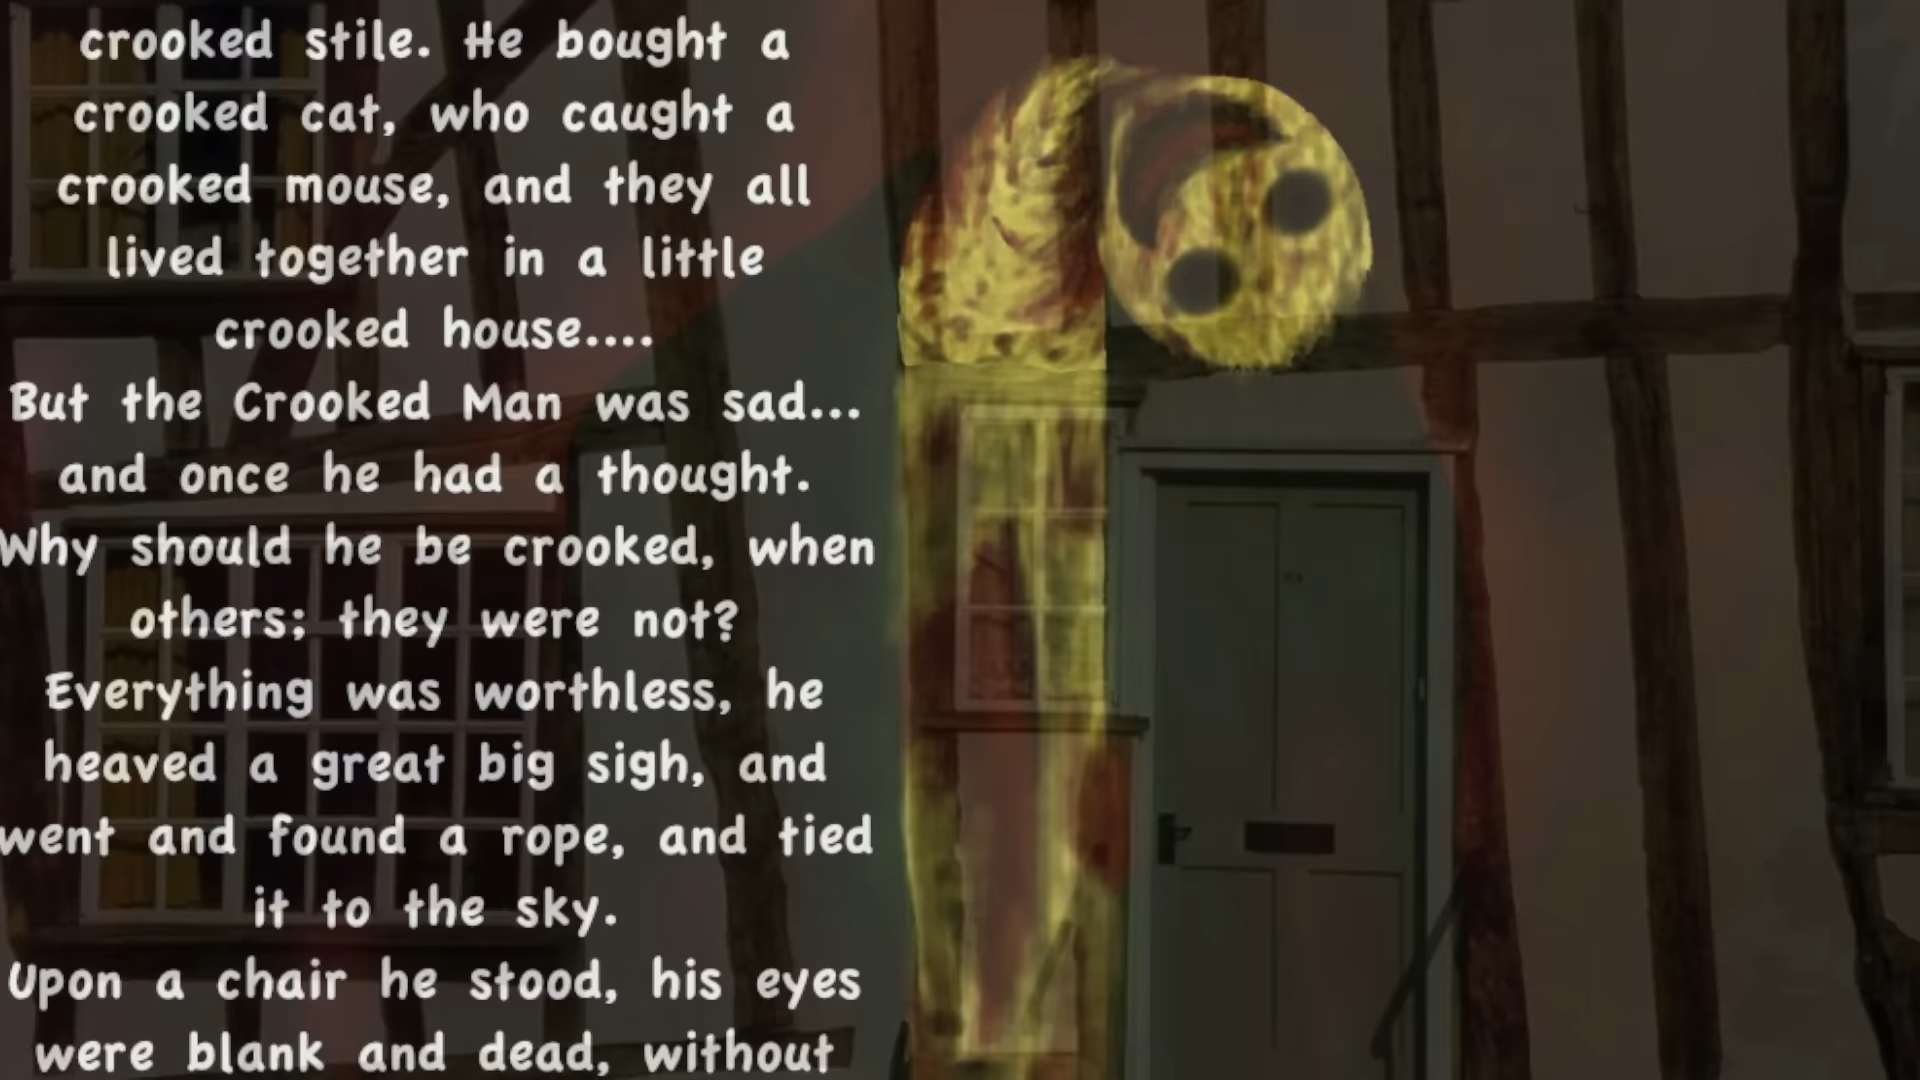 crooked stile. He bought a
crooked cat, who caught a
crooked mouse, and they all
lived together in a little
crooked house....
But the Crooked Man was sad...
and once he had a thought.
Why should he be crooked, when
others; they were not?
Everything was worthless, he
heaved a great big sigh, and
went and found a rope, and tied
it to the sky.
Upon a chair he stood, his eyes
were blank and dead, without